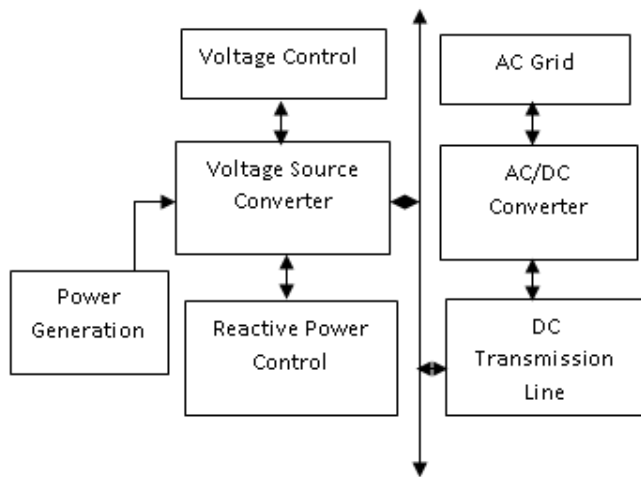 Voltage Control
AC Grid
Voltage Source
Converter
AC/DC
Converter
Power
Generation
Reactive Power
Control
DC
Transmission
Line